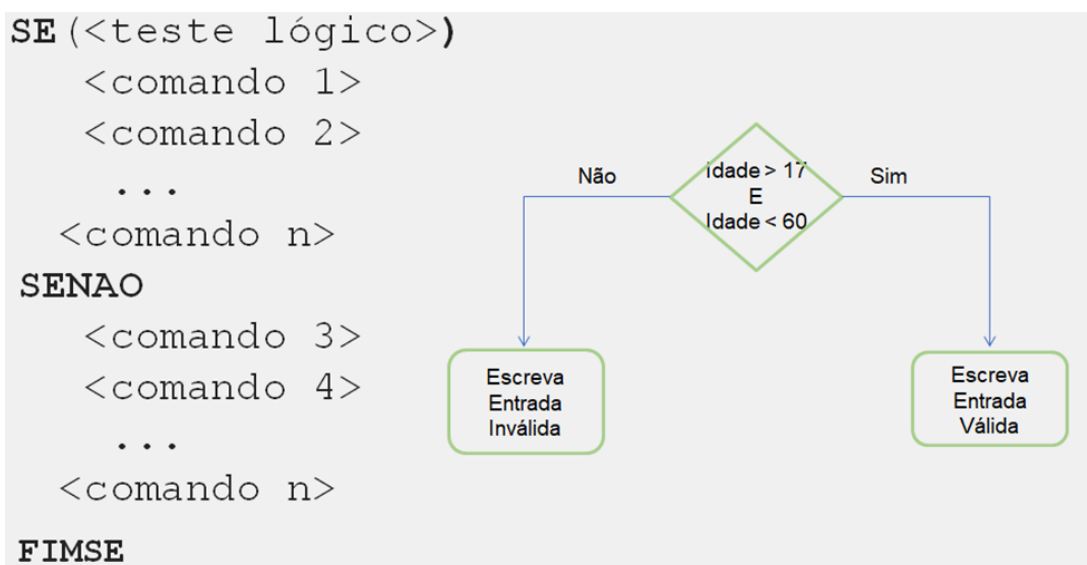 SE (<teste lógico>)
<comando 1>
<comando 2>
...
<comando n>
SENAO
<comando 3>
<comando 4>
...
<comando n>
FIMSE
Idade > 17
E
Idade < 60
Não
Sim
Escreva
Entrada
Inválida
Escreva
Entrada
Válida